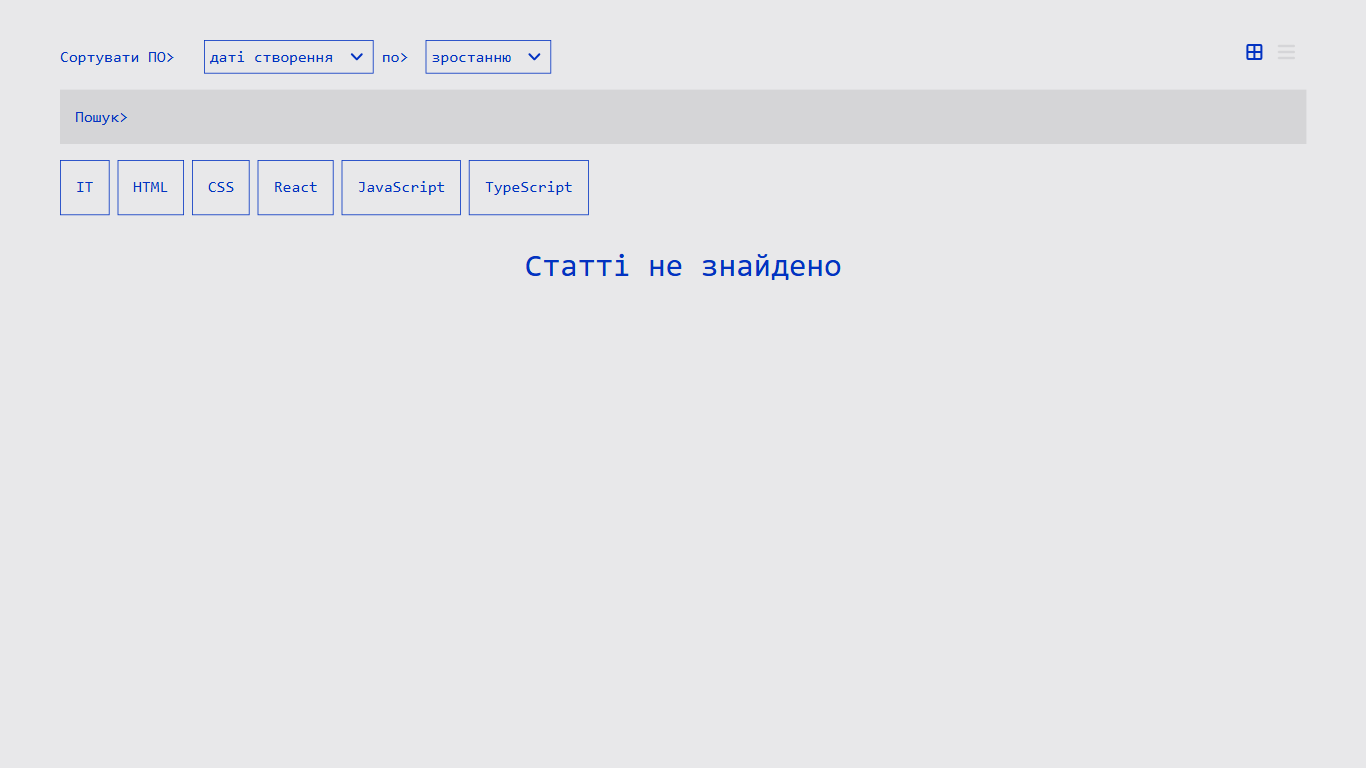 Сортувати ПО> даті створення по> зростанню
Пошук>
IT HTML CSS React JavaScript TypeScript
Статті не знайдено